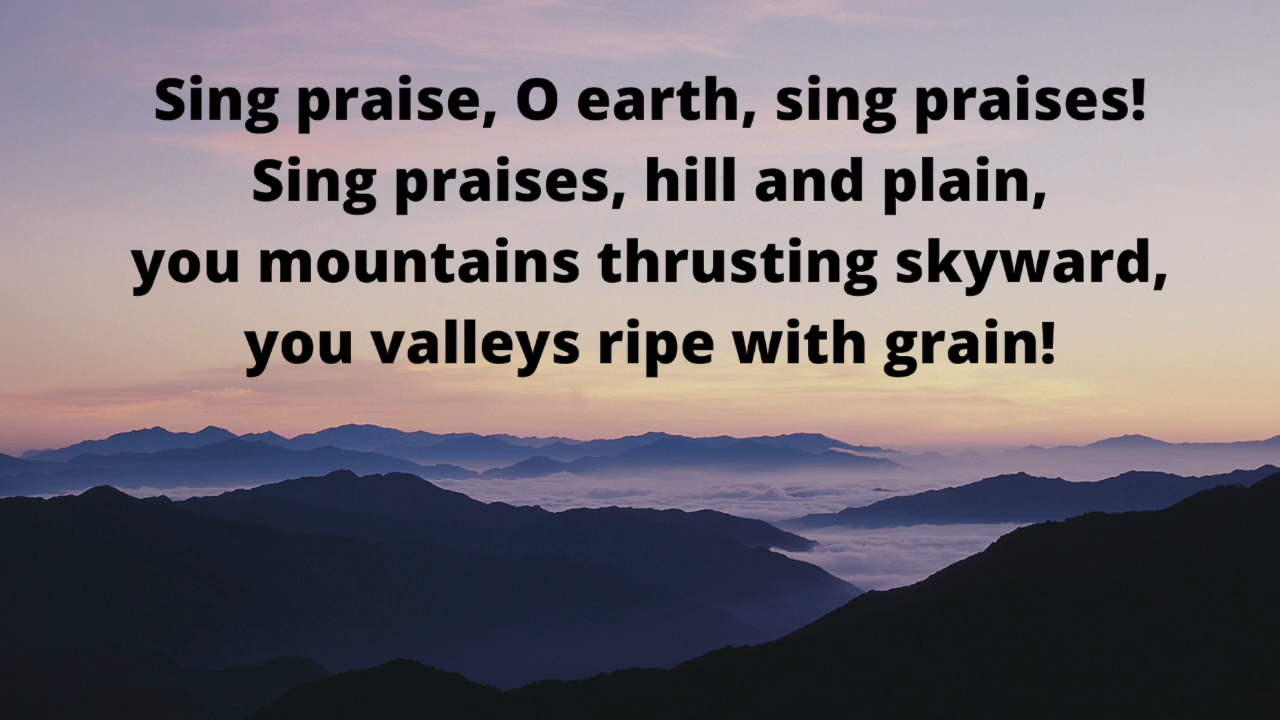 Sing praise, O earth, sing praises!
Sing praises, hill and plain,
you mountains thrusting skyward,
you valleys ripe with grain!